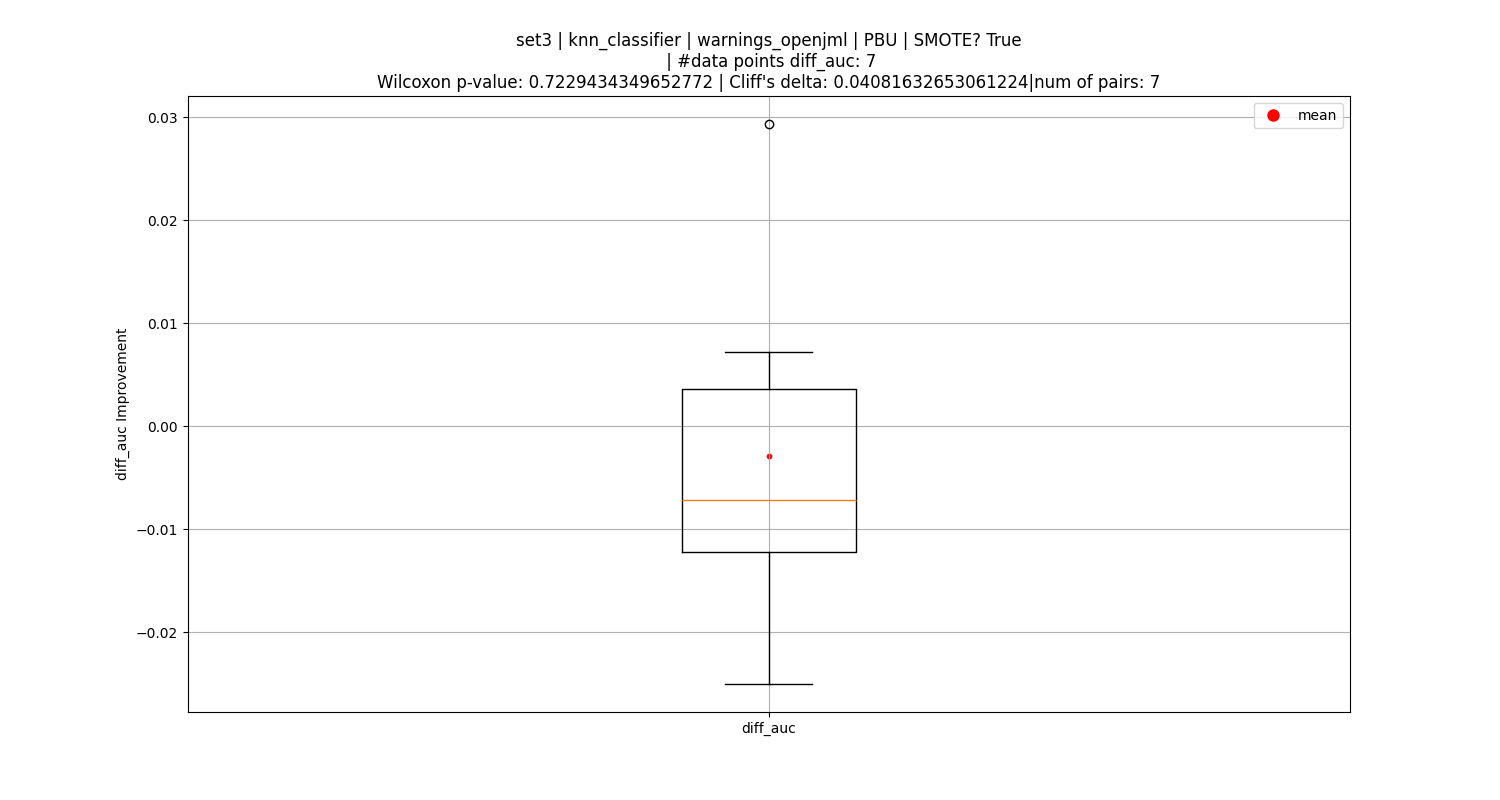 set3 | knn_classifier | warnings_openjml | PBU | SMOTE? True
| #data points diff_auc: 7
Wilcoxon p-value: 0.7229434349652772 | Cliff's delta: 0.04081632653061224|num of pairs: 7
mean
0.03
0.02
0.01
0.00
−0.01
−0.02
diff_auc Improvement
diff_auc